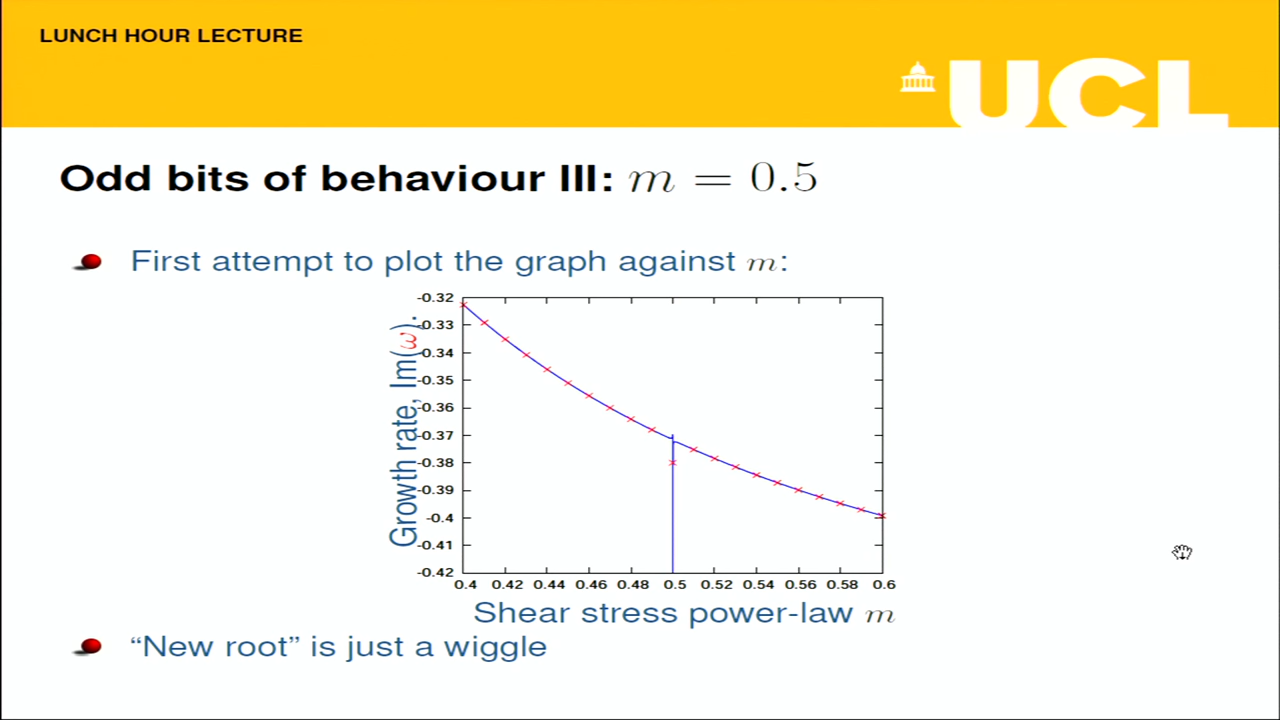 LUNCH HOUR LECTURE
UCL
Odd bits of behaviour III: m = 0.5
First attempt to plot the graph against m:
Growth rate, Im(ω).
-0.32
-0.33
-0.34
-0.35
-0.36
-0.37
-0.38
-0.39
-0.4
-0.41
-0.42
0.4 0.42 0.44 0.46 0.48 0.5 0.52 0.54 0.56 0.58 0.6
Shear stress power-law m
“New root” is just a wiggle